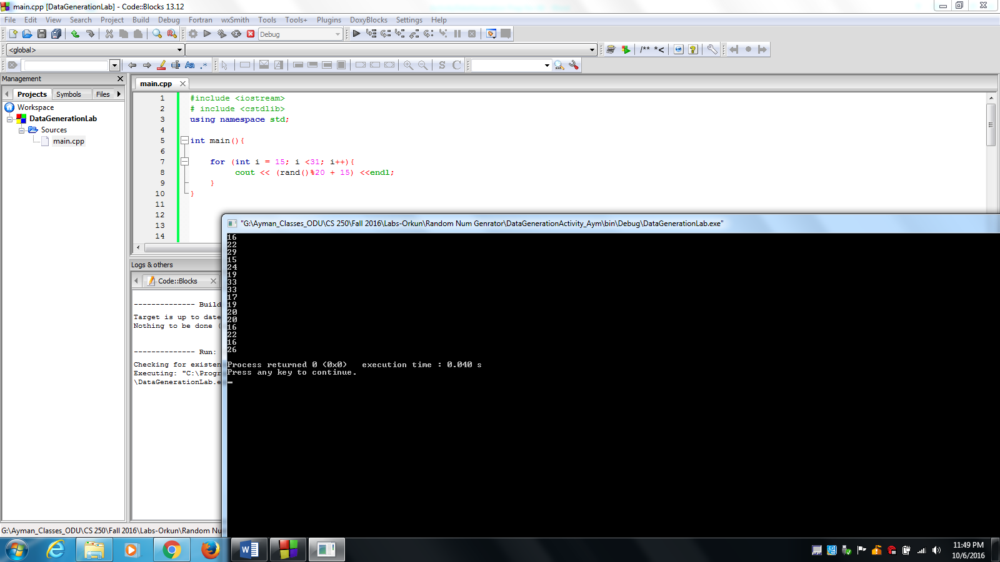 main.cpp [DataGenerationLab] - Code::Blocks 13.12
File Edit View Search Project Build Debug Fortran wxSmith Tools Tools+ Plugins DoxyBlocks Settings Help
Debug
<global>
/** *<
Aa .*
S C
Management
Projects Symbols Files
Workspace
DataGenerationLab
Sources
main.cpp
main.cpp
1 #include <iostream>
2 # include <cstdlib>
3 using namespace std;
4
5 int main(){
6
7 for (int i = 15; i <31; i++){
8 cout << (rand()%20 + 15) <<endl;
9 }
10 }
11
12
13
14
Logs & others
Code::Blocks
-------------- Build
Target is up to date
Nothing to be done (
-------------- Run:
Checking for existen
Executing: "C:\Progr
\DataGenerationLab.e
"G:\Ayman_Classes_ODU\CS 250\Fall 2016\Labs-Orkun\Random Num Genrator\DataGenerationActivity_Aym\bin\Debug\DataGenerationLab.exe"
16
22
29
15
24
19
33
33
17
19
20
20
16
22
16
26
Process returned 0 (0x0) execution time : 0.040 s
Press any key to continue.
G:\Ayman_Classes_ODU\CS 250\Fall 2016\Labs-Orkun\Random Nu
11:49 PM
10/6/2016